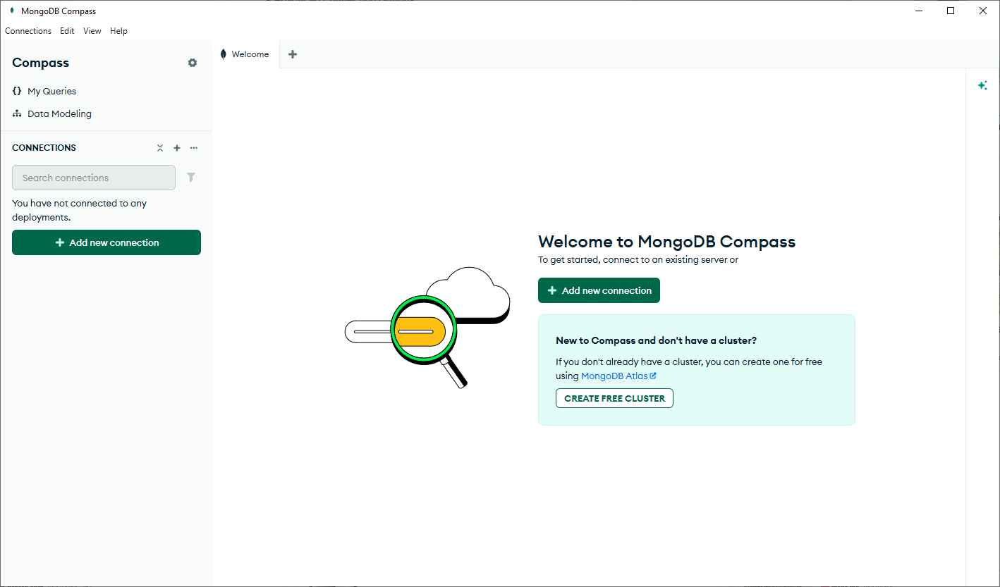 MongoDB Compass
Connections Edit View Help
Compass
My Queries
Data Modeling
CONNECTIONS
Search connections
You have not connected to any
deployments.
Add new connection
Welcome
Welcome to MongoDB Compass
To get started, connect to an existing server or
Add new connection
New to Compass and don't have a cluster?
If you don't already have a cluster, you can create one for free
using MongoDB Atlas
CREATE FREE CLUSTER